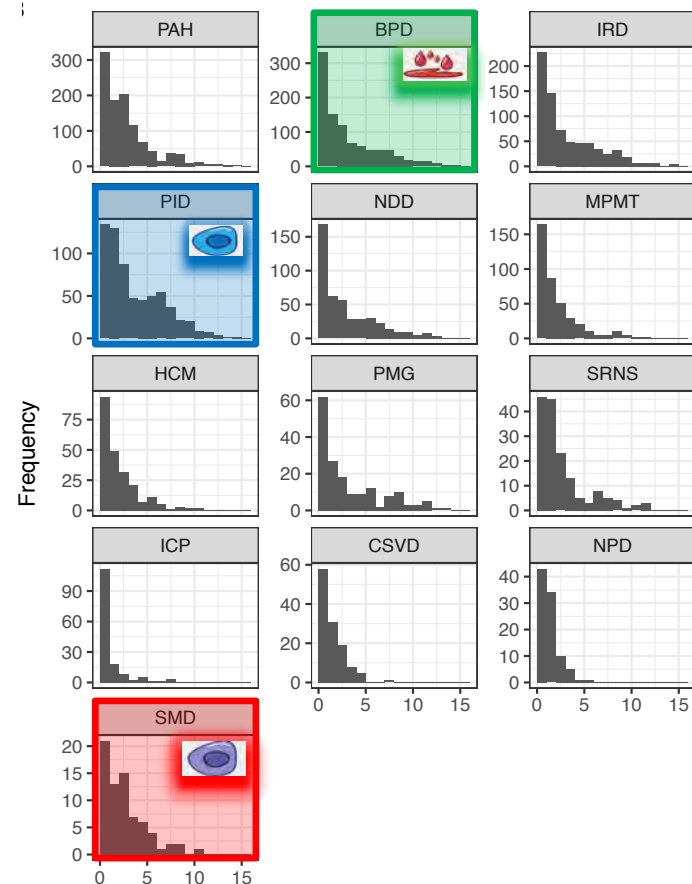 PAH BPD IRD
300 300 200
200 200 150
100 100 100
50
0 0 0
PID NDD MPMT
100 150 150
50 100 100
50 50
0 0 0
HCM PMG SRNS
75 60 40
50 40 30
25 20 20
10
0 0 0
Frequency
ICP CSVD NPD
90 60 40
60 40 30
30 20 20
10
0 0 0
0 5 10 15 0 5 10 15
SMD
20
15
10
5
0
0 5 10 15